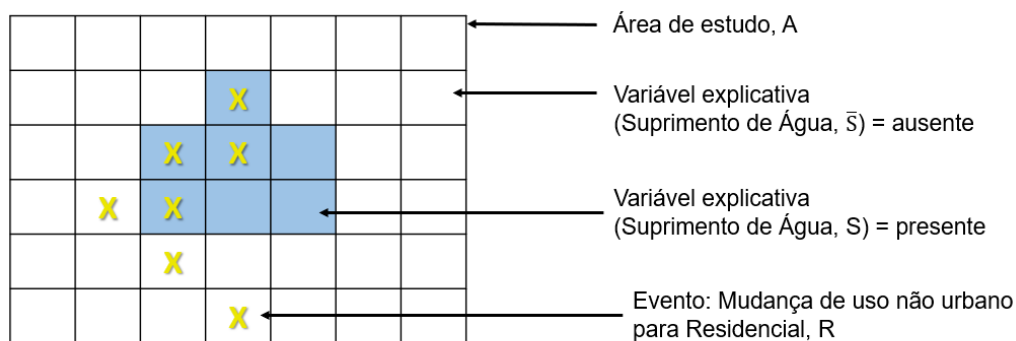 Área de estudo, A
Variável explicativa
(Suprimento de Água, S̅) = ausente
X
X X
Variável explicativa
X X
(Suprimento de Água, S) = presente
X
Evento: Mudança de uso não urbano
X
para Residencial, R